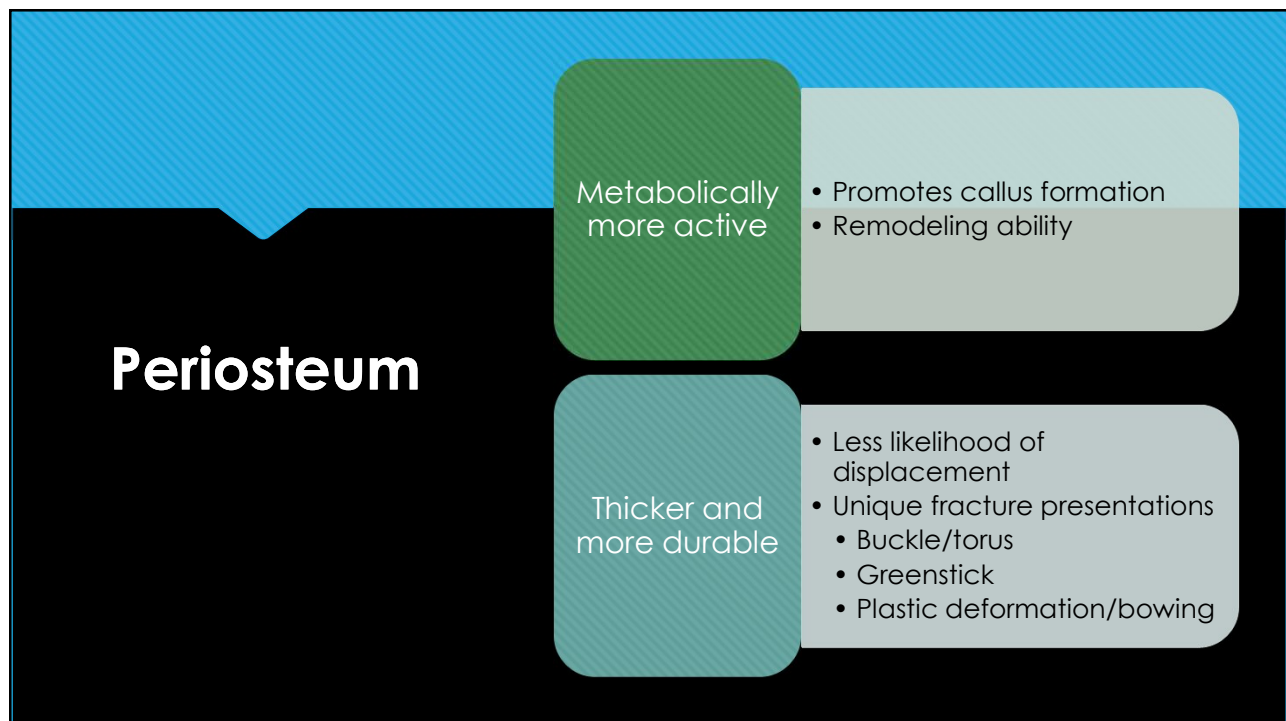 Periosteum
Metabolically
more active
• Promotes callus formation
• Remodeling ability
Thicker and
more durable
• Less likelihood of
displacement
• Unique fracture presentations
• Buckle/torus
• Greenstick
• Plastic deformation/bowing